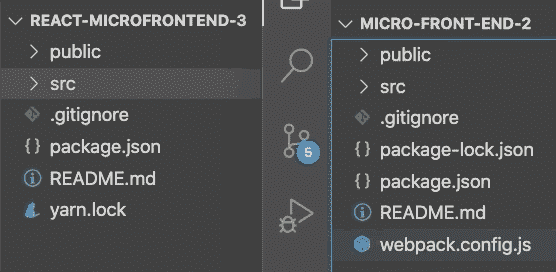 REACT-MICROFRONTEND-3
public
src
.gitignore
package.json
README.md
yarn.lock
5
MICRO-FRONT-END-2
public
src
.gitignore
package-lock.json
package.json
README.md
webpack.config.js